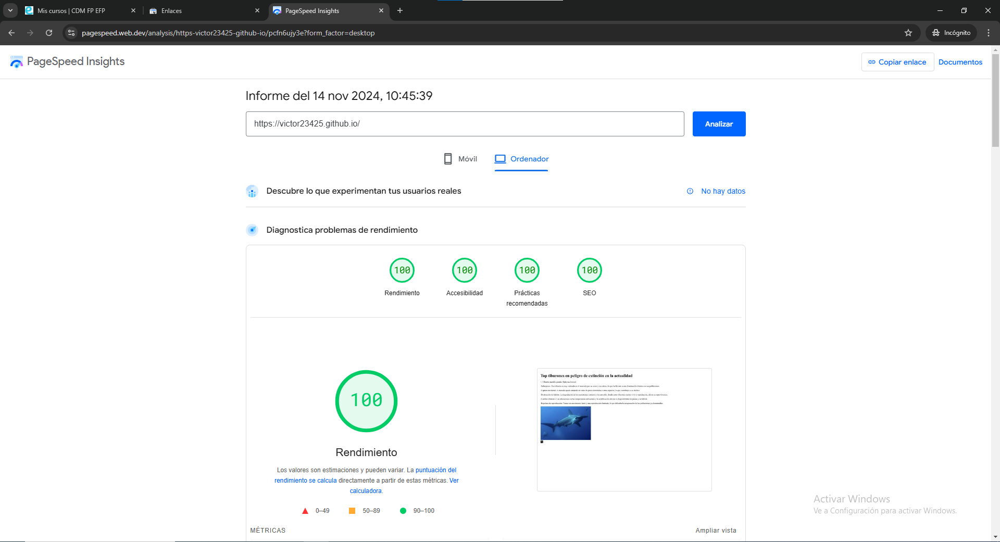 Mis cursos | CDM FP EFP
Enlaces
PageSpeed Insights
pagespeed.web.dev/analysis/https-victor23425-github-io/pcfn6ujy3e?form_factor=desktop
Incógnito
PageSpeed Insights
Copiar enlace
Documentos
Informe del 14 nov 2024, 10:45:39
https://victor23425.github.io/
Analizar
Móvil
Ordenador
Descubre lo que experimentan tus usuarios reales
No hay datos
Diagnostica problemas de rendimiento
100
100
100
100
Rendimiento
Accesibilidad
Prácticas
recomendadas
SEO
100
Rendimiento
Los valores son estimaciones y pueden variar. La puntuación del
rendimiento se calcula directamente a partir de estas métricas. Ver
calculadora.
0–49
50–89
90–100
Top tiburones en peligro de extinción en la actualidad
MÉTRICAS
Ampliar vista
Activar Windows
Ve a Configuración para activar Windows.